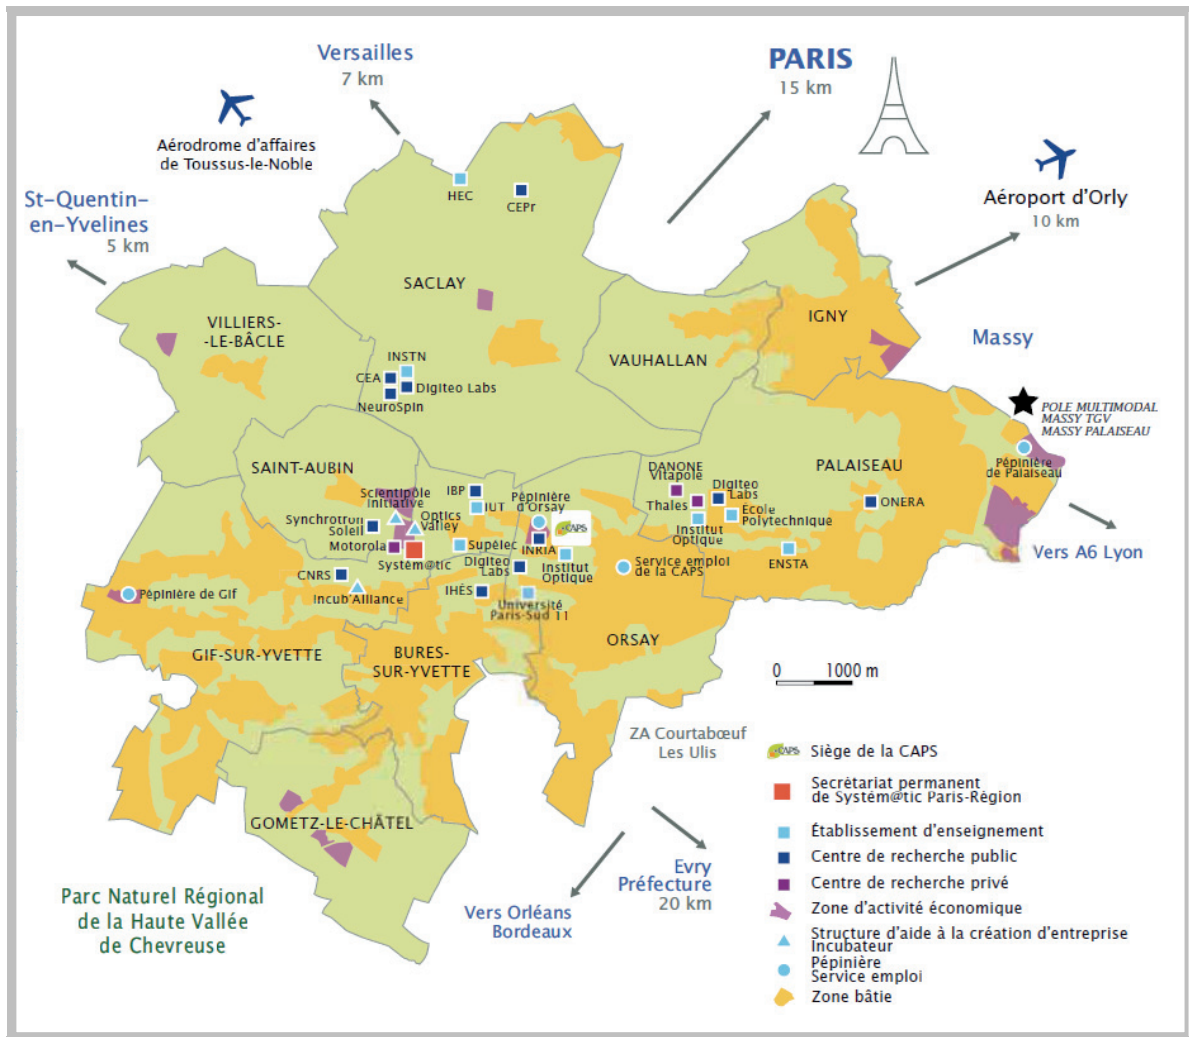 Versailles
7 km
PARIS
15 km
Aérodrome d'affaires
de Toussus-le-Noble
Aéroport d'Orly
10 km
St-Quentin-
en-Yvelines
5 km
HEC
CEPr
SACLAY
VILLIERS-
-LE-BÂCLE
IGNY
Massy
VAUHALLAN
INSTN
CEA
Digiteo Labs
NeuroSpin
POLE MULTIMODAL
MASSY TGV
MASSY PALAISEAU
SAINT-AUBIN
PALAISEAU
Pépinière
de Palaiseau
DANONE
Vitapole
Digiteo
Labs
Thales
École
Polytechnique
Institut
Optique
ONERA
ENSTA
Vers A6 Lyon
Scientipôle
Initiative
IBP
IUT
Pépinière
d'Orsay
CAPS
Synchrotron
Soleil
Optics
Valley
Motorola
Systém@tic
Supélec
INRIA
Digiteo
Labs
Institut
Optique
Service emploi
de la CAPS
CNRS
Incub'Alliance
IHÉS
Université
Paris-Sud 11
Pépinière de Gif
ORSAY
GIF-SUR-YVETTE
BURES-
SUR-YVETTE
0 1000 m
ZA Courtabœuf
Les Ulis
GOMETZ-LE-CHÂTEL
Evry
Préfecture
20 km
Vers Orléans
Bordeaux
Parc Naturel Régional
de la Haute Vallée
de Chevreuse
CAPS Siège de la CAPS
Secrétariat permanent
de Systém@tic Paris-Région
Établissement d'enseignement
Centre de recherche public
Centre de recherche privé
Zone d'activité économique
Structure d'aide à la création d'entreprise
Incubateur
Pépinière
Service emploi
Zone bâtie